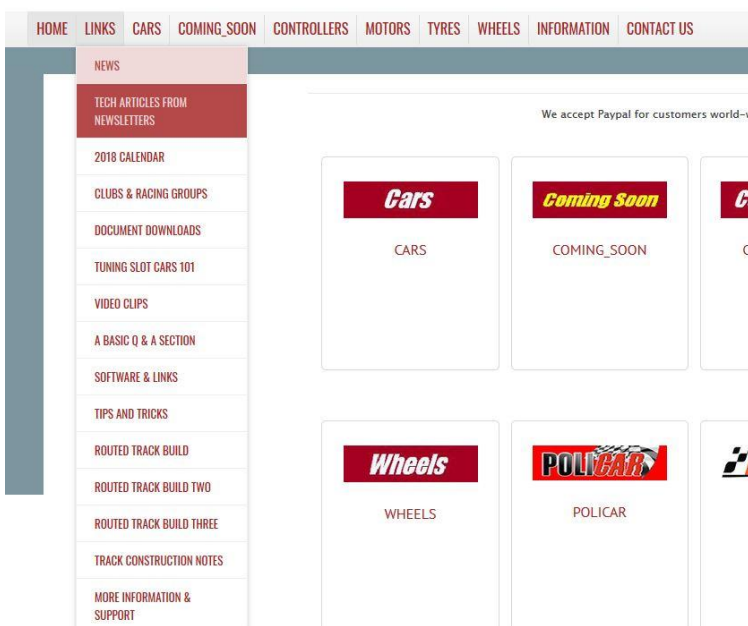 HOME LINKS CARS COMING_SOON CONTROLLERS MOTORS TYRES WHEELS INFORMATION CONTACT US
NEWS
TECH ARTICLES FROM
NEWSLETTERS
2018 CALENDAR
CLUBS & RACING GROUPS
DOCUMENT DOWNLOADS
TUNING SLOT CARS 101
VIDEO CLIPS
A BASIC Q & A SECTION
SOFTWARE & LINKS
TIPS AND TRICKS
ROUTED TRACK BUILD
ROUTED TRACK BUILD TWO
ROUTED TRACK BUILD THREE
TRACK CONSTRUCTION NOTES
MORE INFORMATION &
SUPPORT
We accept Paypal for customers
Cars
CARS
Coming Soon
COMING_SOON
Wheels
WHEELS
POLICAR
POLICAR